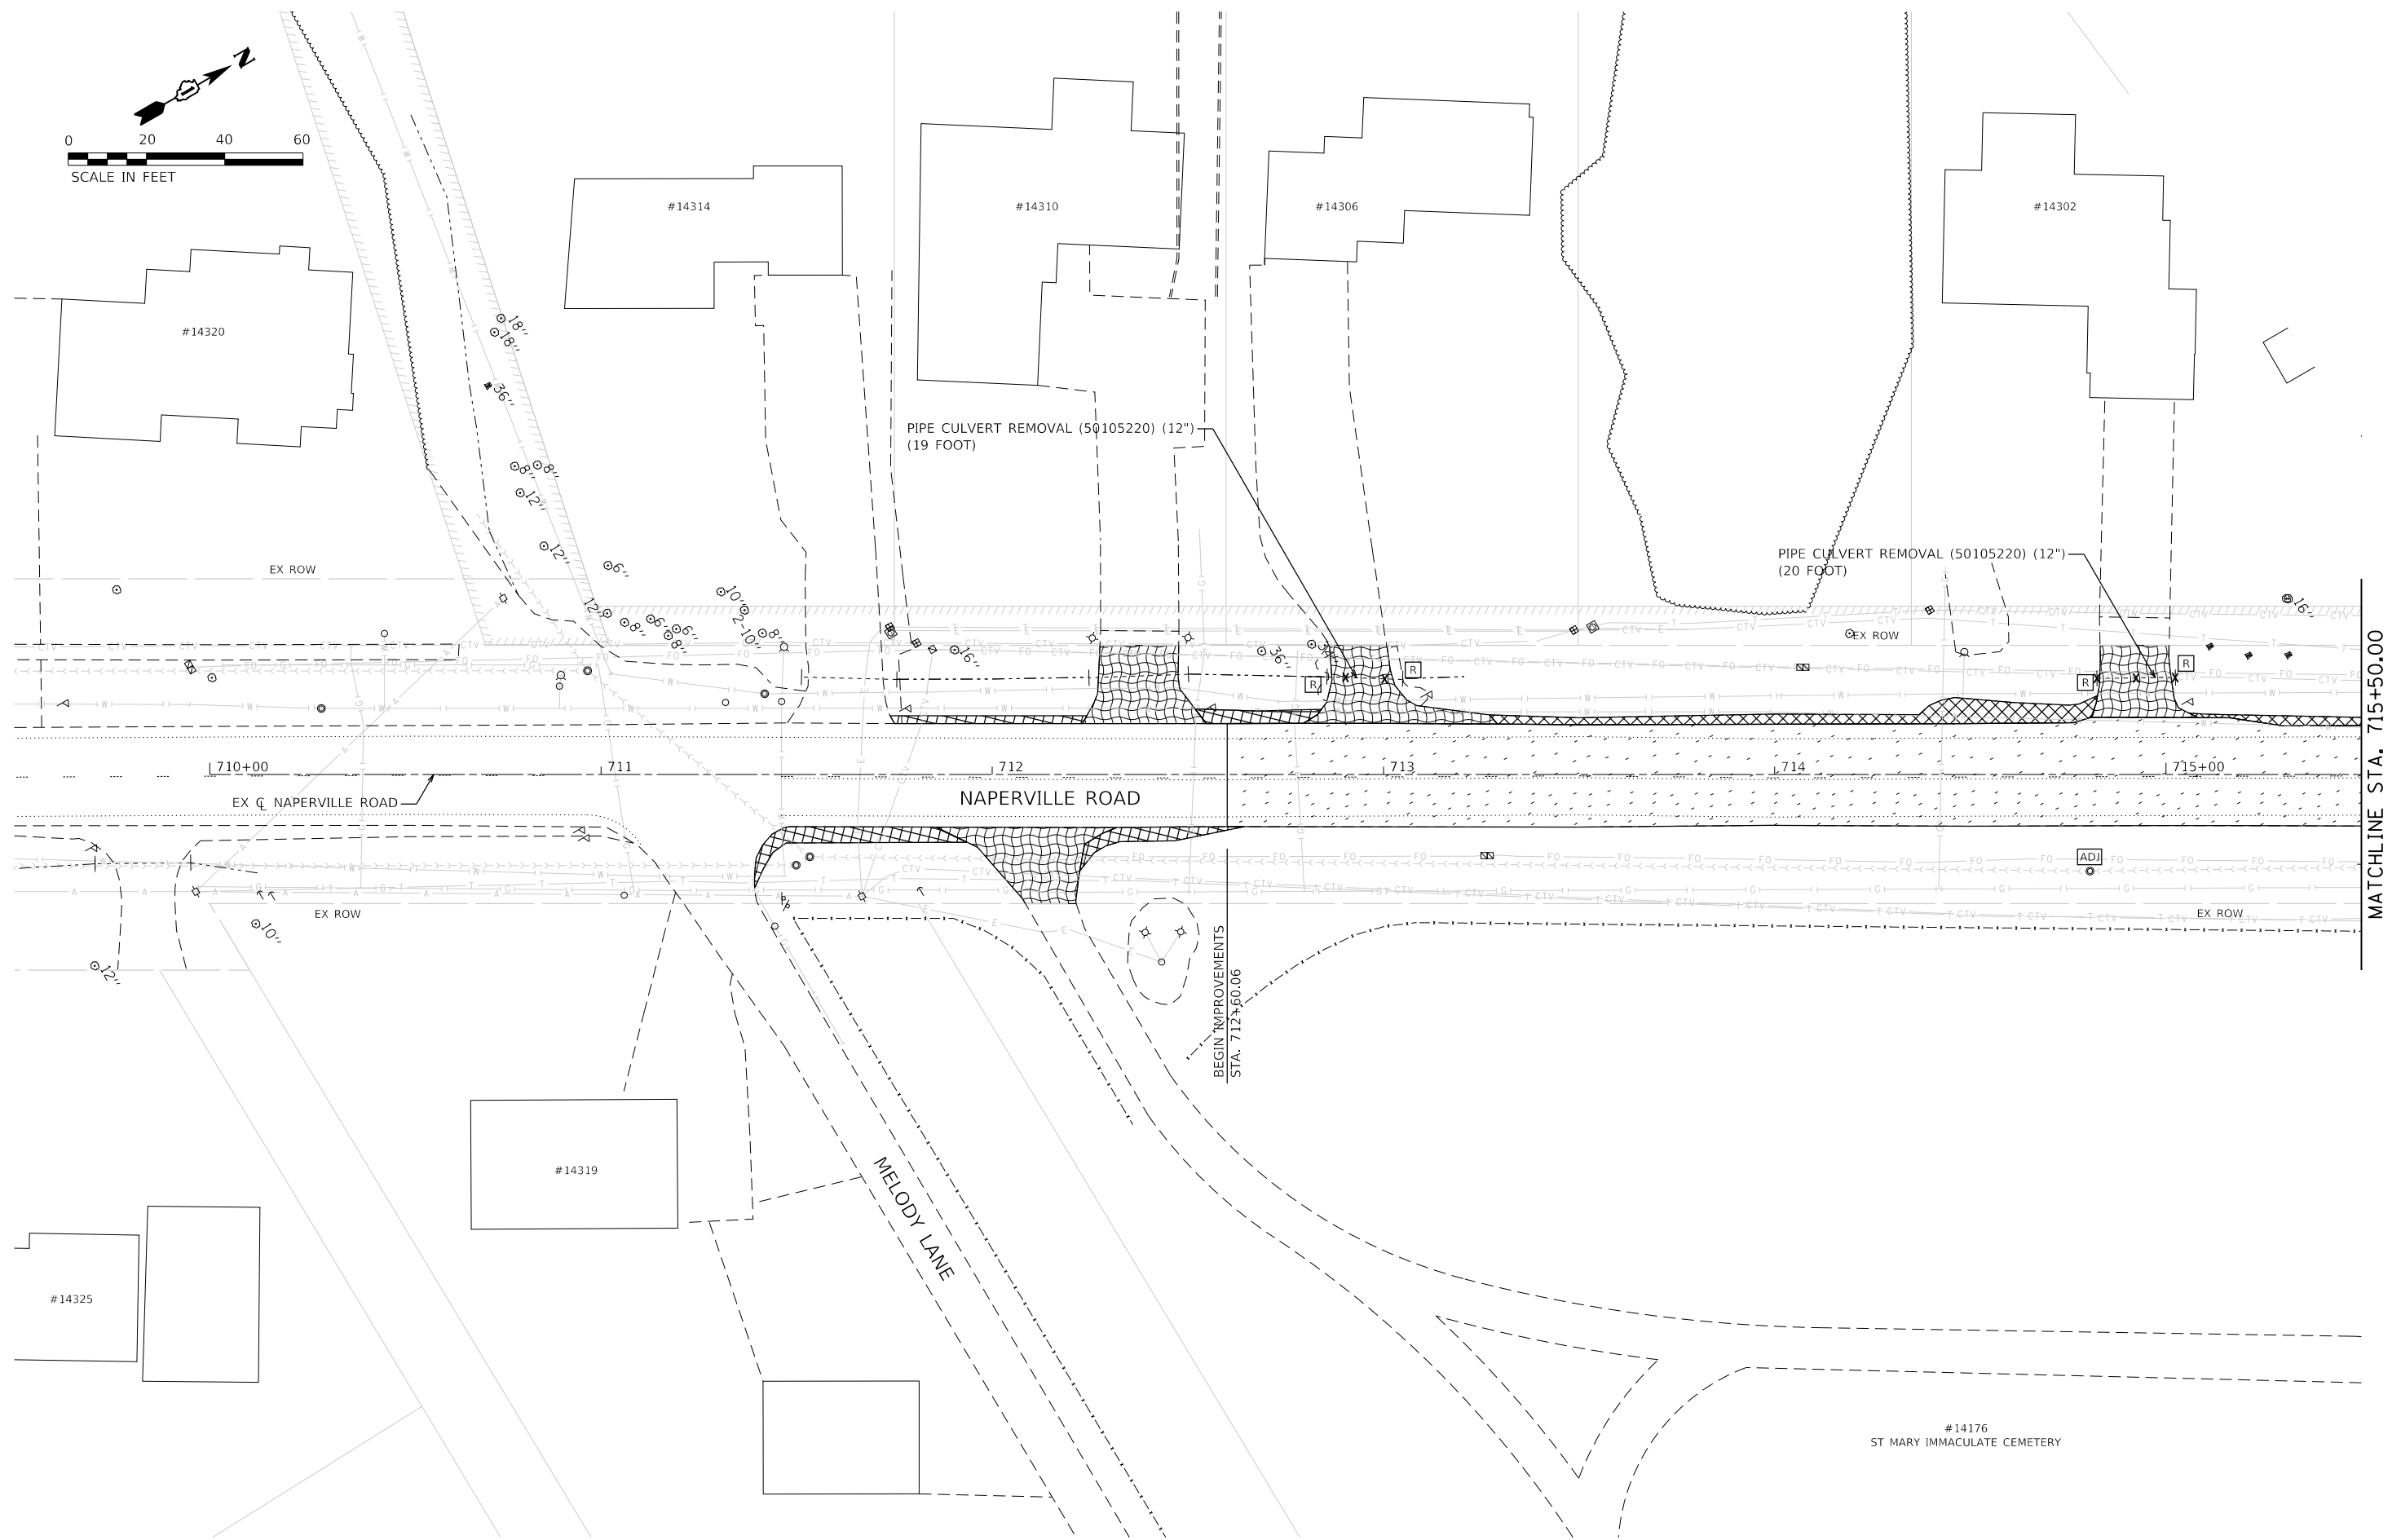 N
0 20 40 60
SCALE IN FEET
#14314
#14310
#14306
#14302
#14320
18"
18"
36"
PIPE CULVERT REMOVAL (50105220) (12")
(19 FOOT)
8"
8"
12"
12"
PIPE CULVERT REMOVAL (50105220) (12")
(20 FOOT)
EX ROW
6"
10"
12"
16"
8"
6"
6"
2-10"
8"
8"
EX ROW
16"
36"
R
R
R
R
MATCHLINE STA. 715+50.00
710+00
711
712
713
714
715+00
EX CL NAPERVILLE ROAD
NAPERVILLE ROAD
ADJ
EX ROW
EX ROW
10"
12"
BEGIN IMPROVEMENTS
STA. 712+60.06
MELODY LANE
#14319
#14325
#14176
ST MARY IMMACULATE CEMETERY